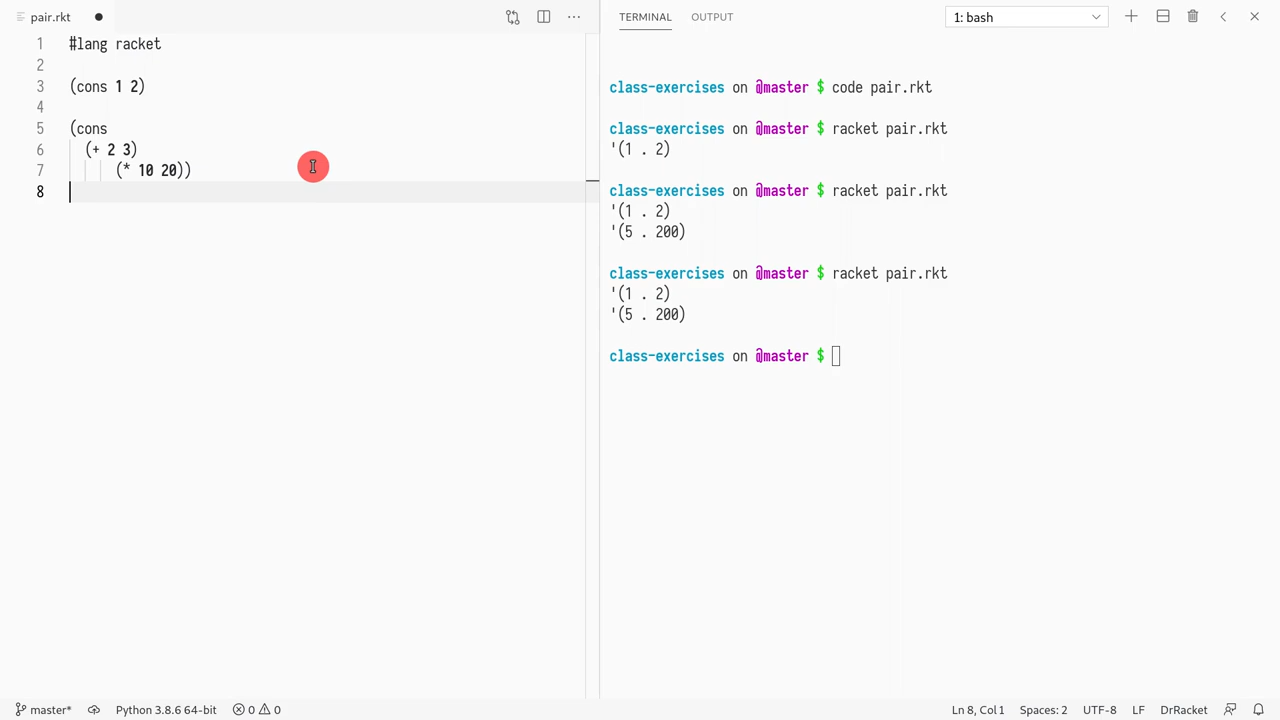 pair.rkt
TERMINAL
OUTPUT
1: bash
1 #lang racket
2
3 (cons 1 2)
4
5 (cons
6 (+ 2 3)
7 (* 10 20))
8
class-exercises on @master $ code pair.rkt
class-exercises on @master $ racket pair.rkt
'(1 . 2)
class-exercises on @master $ racket pair.rkt
'(1 . 2)
'(5 . 200)
class-exercises on @master $ racket pair.rkt
'(1 . 2)
'(5 . 200)
class-exercises on @master $
master* Python 3.8.6 64-bit 0 0 Ln 8, Col 1 Spaces: 2 UTF-8 LF DrRacket